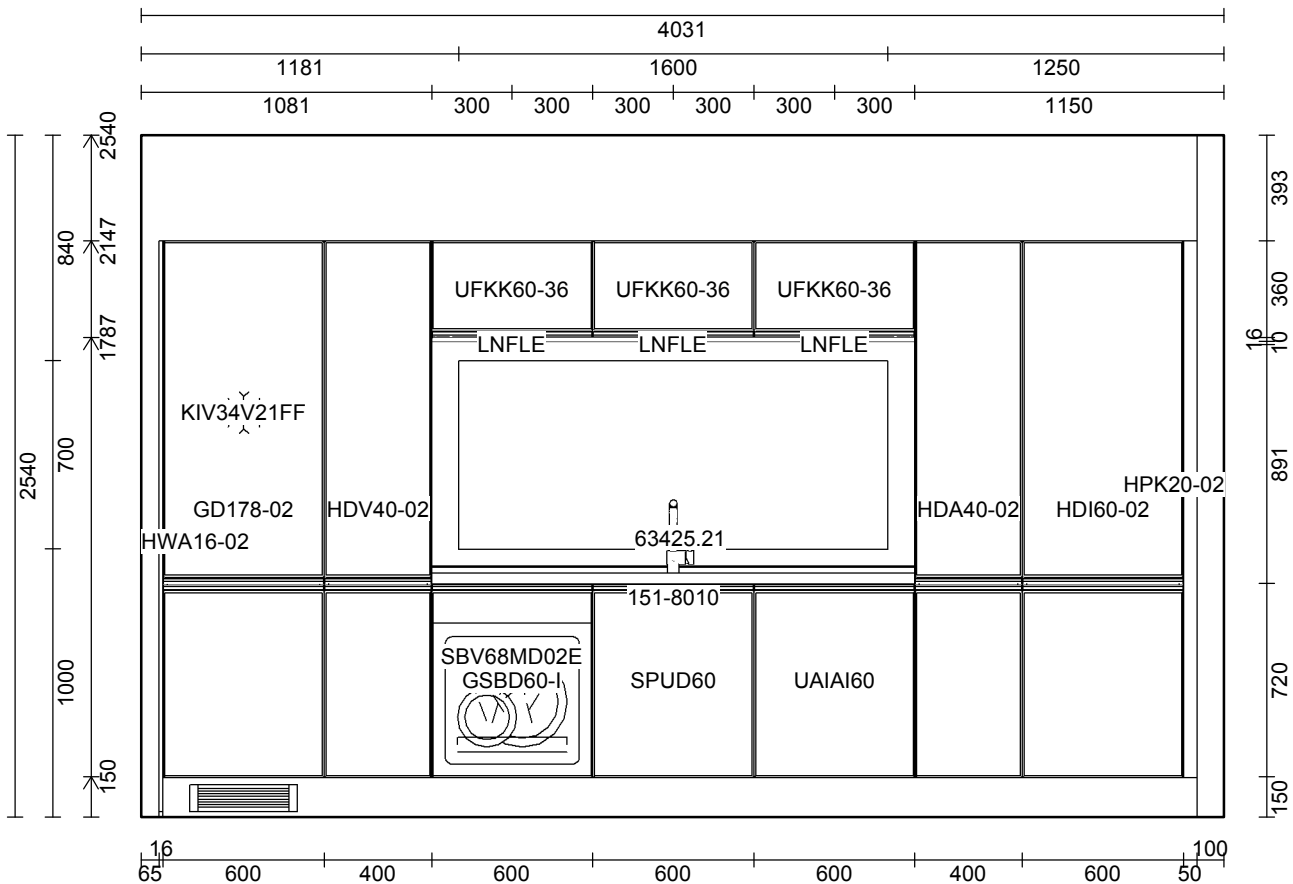 4031
1181 1600 1250
1081 300 300 300 300 300 300 1150
2540
393
840
2147
UFKK60-36 UFKK60-36 UFKK60-36
360
1787
LNFLE LNFLE LNFLE
16
10
KIV34V21FF
700
2540
891
HPK20-02
GD178-02 HDV40-02 HDA40-02 HDI60-02
HWA16-02
63425.21
151-8010
SBV68MD02E
GSBD60-I SPUD60 UAIAI60
1000
720
150
150
16 100
65 600 400 600 600 600 400 600 50